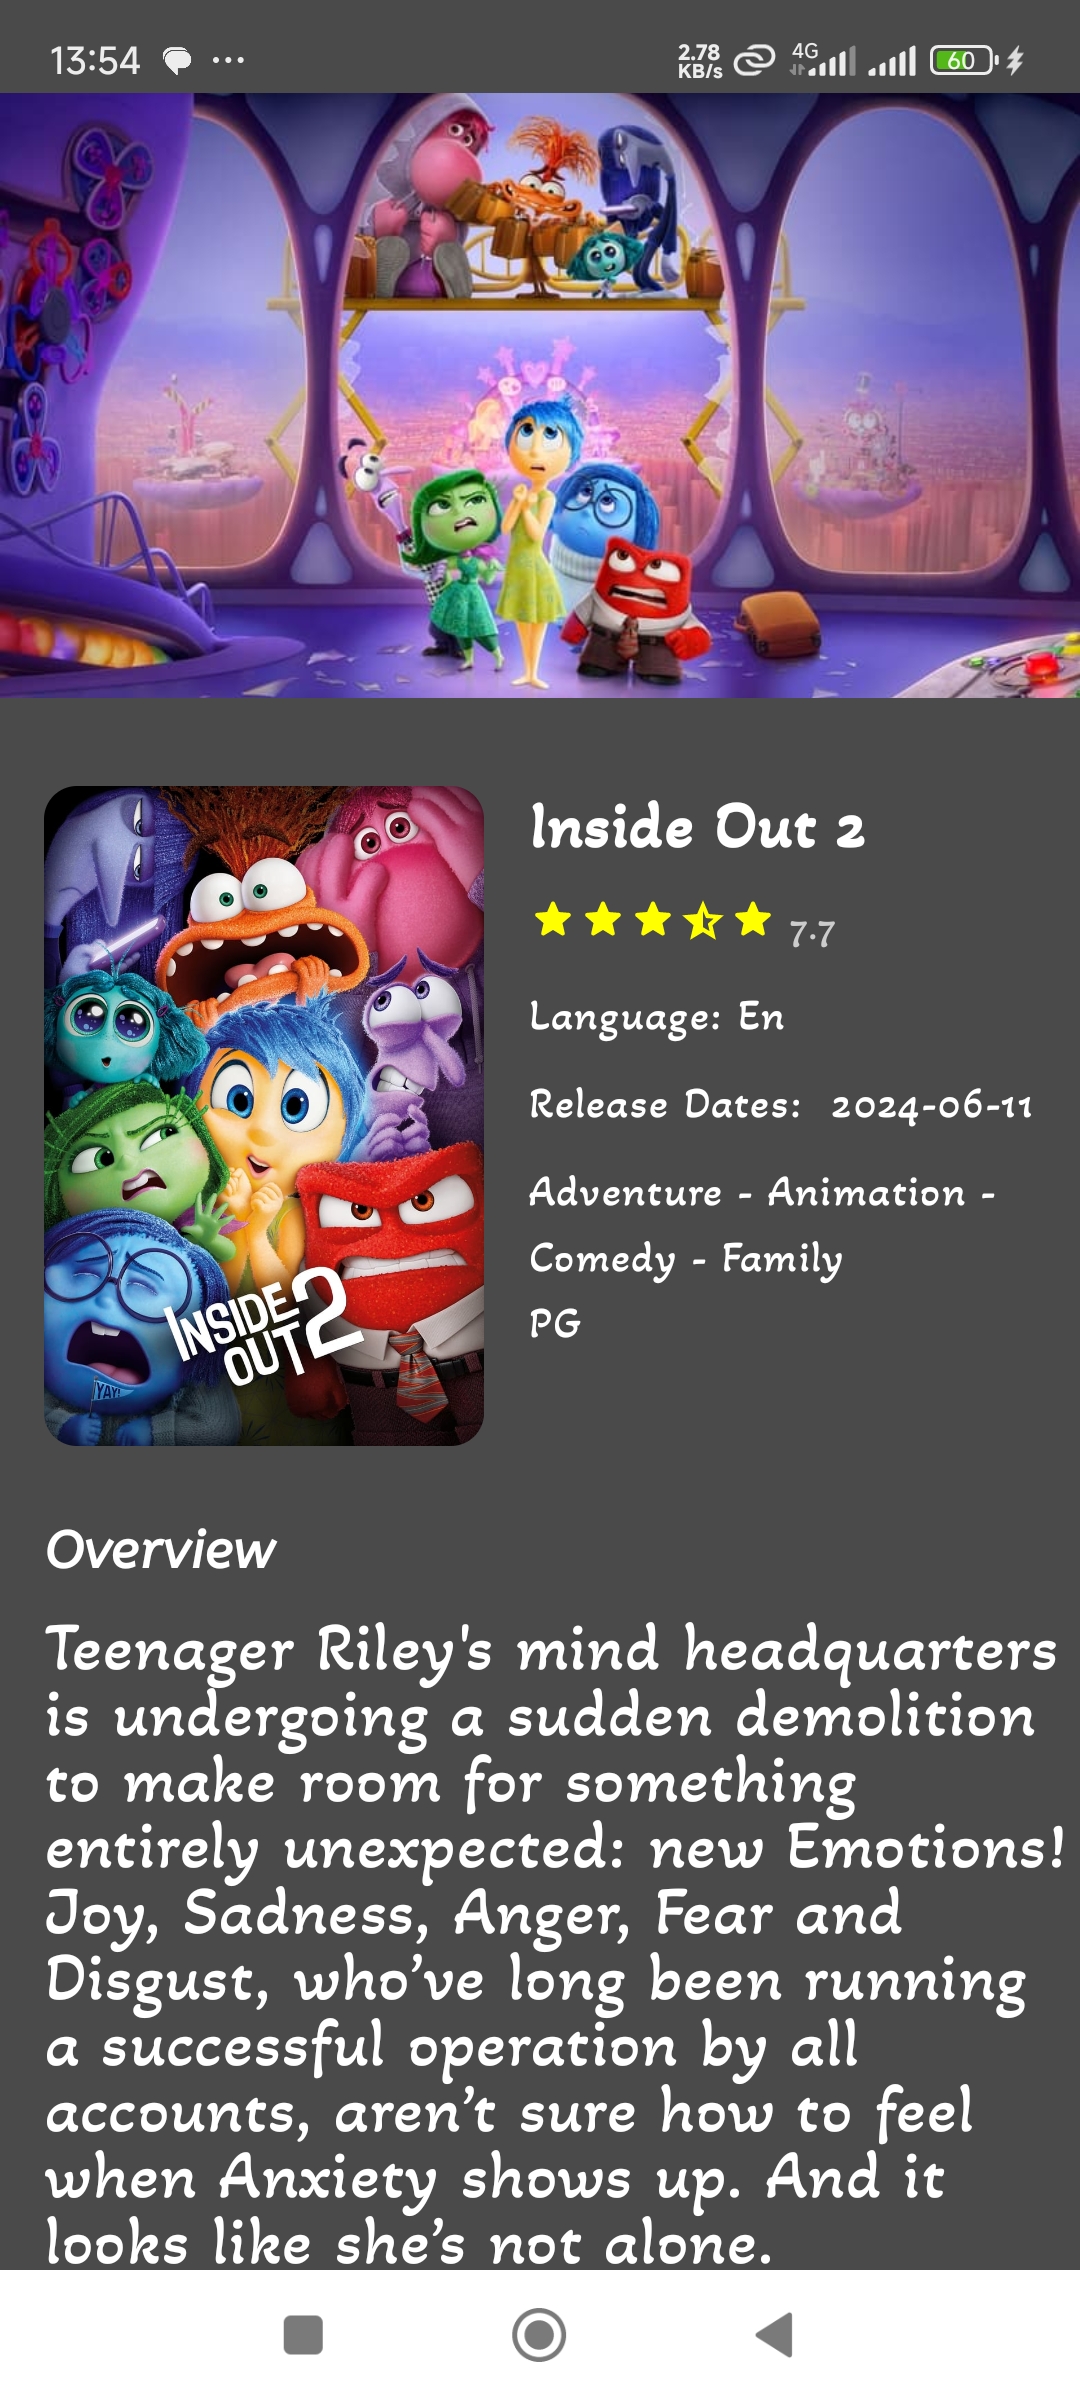 13:54 ... 2.78 KB/s 4G 60
Inside Out 2
7.7
Language: En
Release Dates: 2024-06-11
Adventure - Animation -
Comedy - Family
PG
YAY!
INSIDE
OUT 2
Overview
Teenager Riley's mind headquarters
is undergoing a sudden demolition
to make room for something
entirely unexpected: new Emotions!
Joy, Sadness, Anger, Fear and
Disgust, who’ve long been running
a successful operation by all
accounts, aren’t sure how to feel
when Anxiety shows up. And it
looks like she’s not alone.